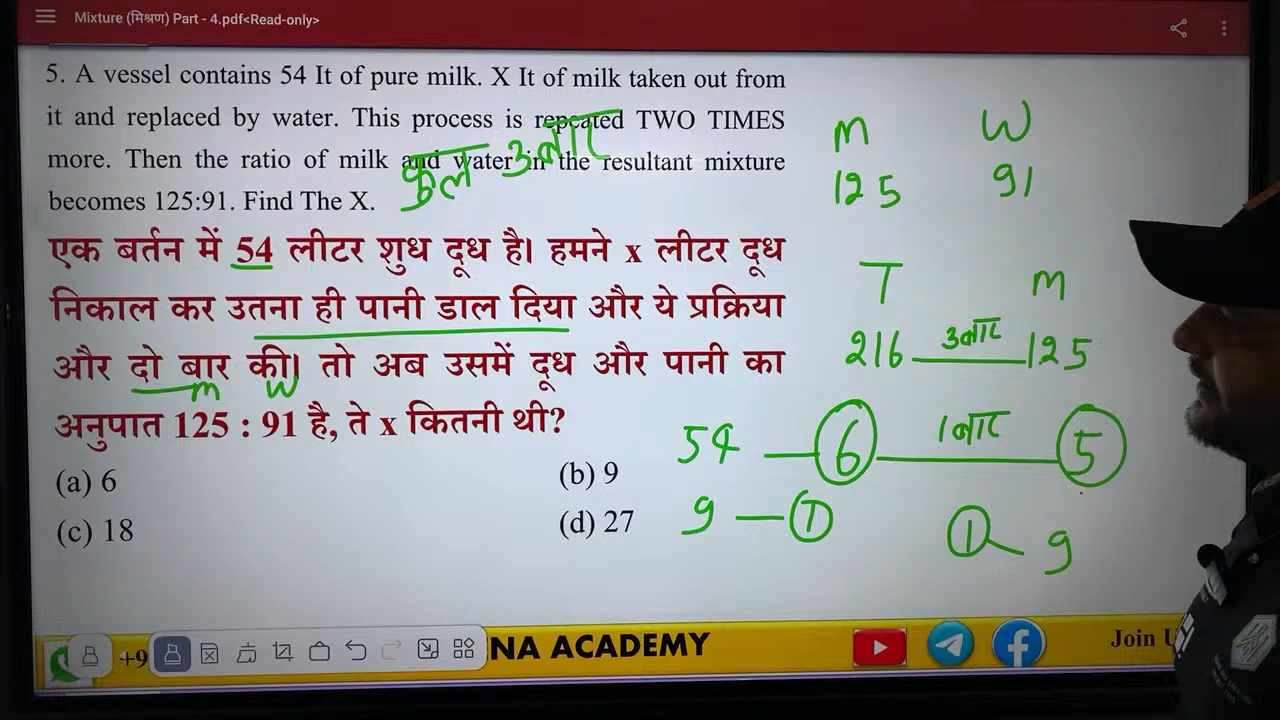 Mixture (मिश्रण) Part - 4.pdf<Read-only>
5. A vessel contains 54 It of pure milk. X It of milk taken out from
it and replaced by water. This process is repeated TWO TIMES
more. Then the ratio of milk and water in the resultant mixture
becomes 125:91. Find The X.
कुल 3बार
एक बर्तन में 54 लीटर शुध दूध है। हमने x लीटर दूध
निकाल कर उतना ही पानी डाल दिया और ये प्रक्रिया
और दो बार की। तो अब उसमें दूध और पानी का
m w
अनुपात 125 : 91 है, ते x कितनी थी?
(a) 6 (b) 9
(c) 18 (d) 27
m W
125 91
T m
216 3बार 125
54 6 1बार 5
9 1 1 9
+9
NA ACADEMY
Join U